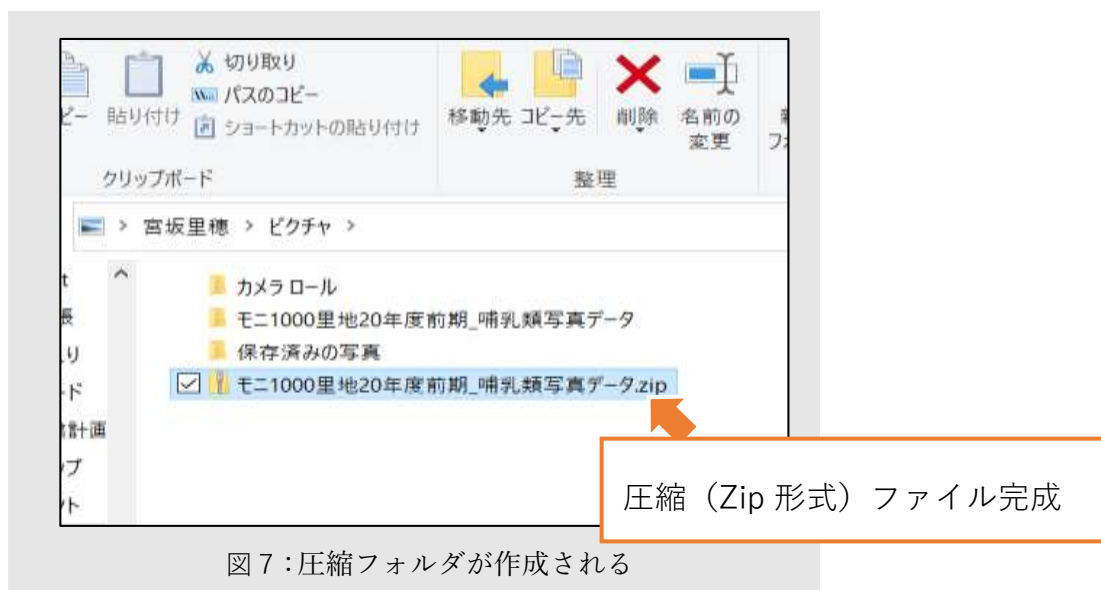 切り取り
パスのコピー
ピー 貼り付け ショートカットの貼り付け
移動先 コピー先 削除 名前の
変更
クリップボード 整理
> 宮坂里穂 > ピクチャ >
カメラ ロール
モニ1000里地20年度前期_哺乳類写真データ
保存済みの写真
モニ1000里地20年度前期_哺乳類写真データ.zip
圧縮（Zip 形式）ファイル完成
図7：圧縮フォルダが作成される